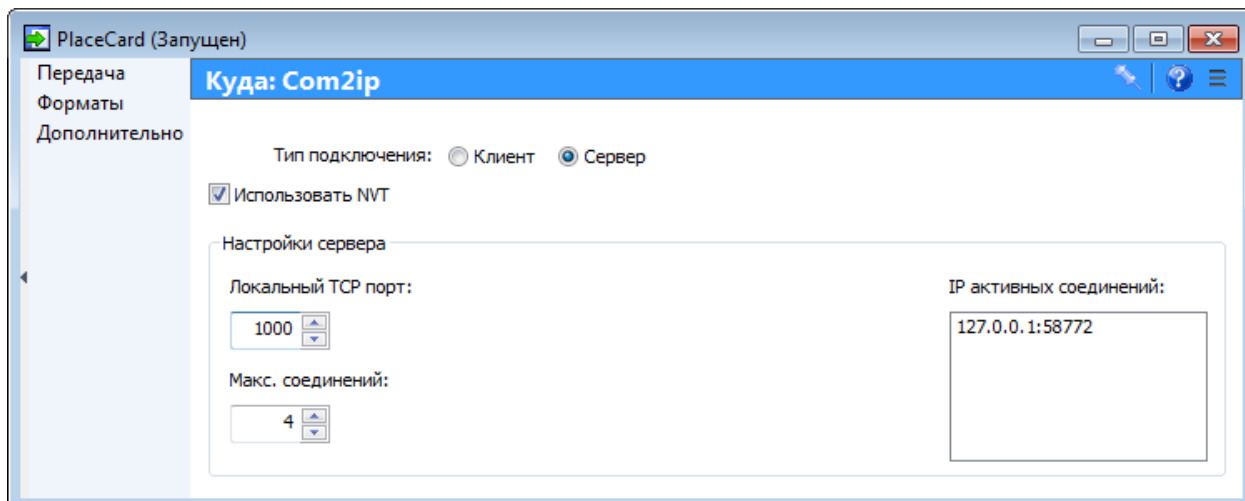 PlaceCard (Запущен)
Передача
Форматы
Дополнительно
Куда: Com2ip
Тип подключения: Клиент Сервер
Использовать NVT
Настройки сервера
Локальный TCP порт:
1000
Макс. соединений:
4
IP активных соединений:
127.0.0.1:58772